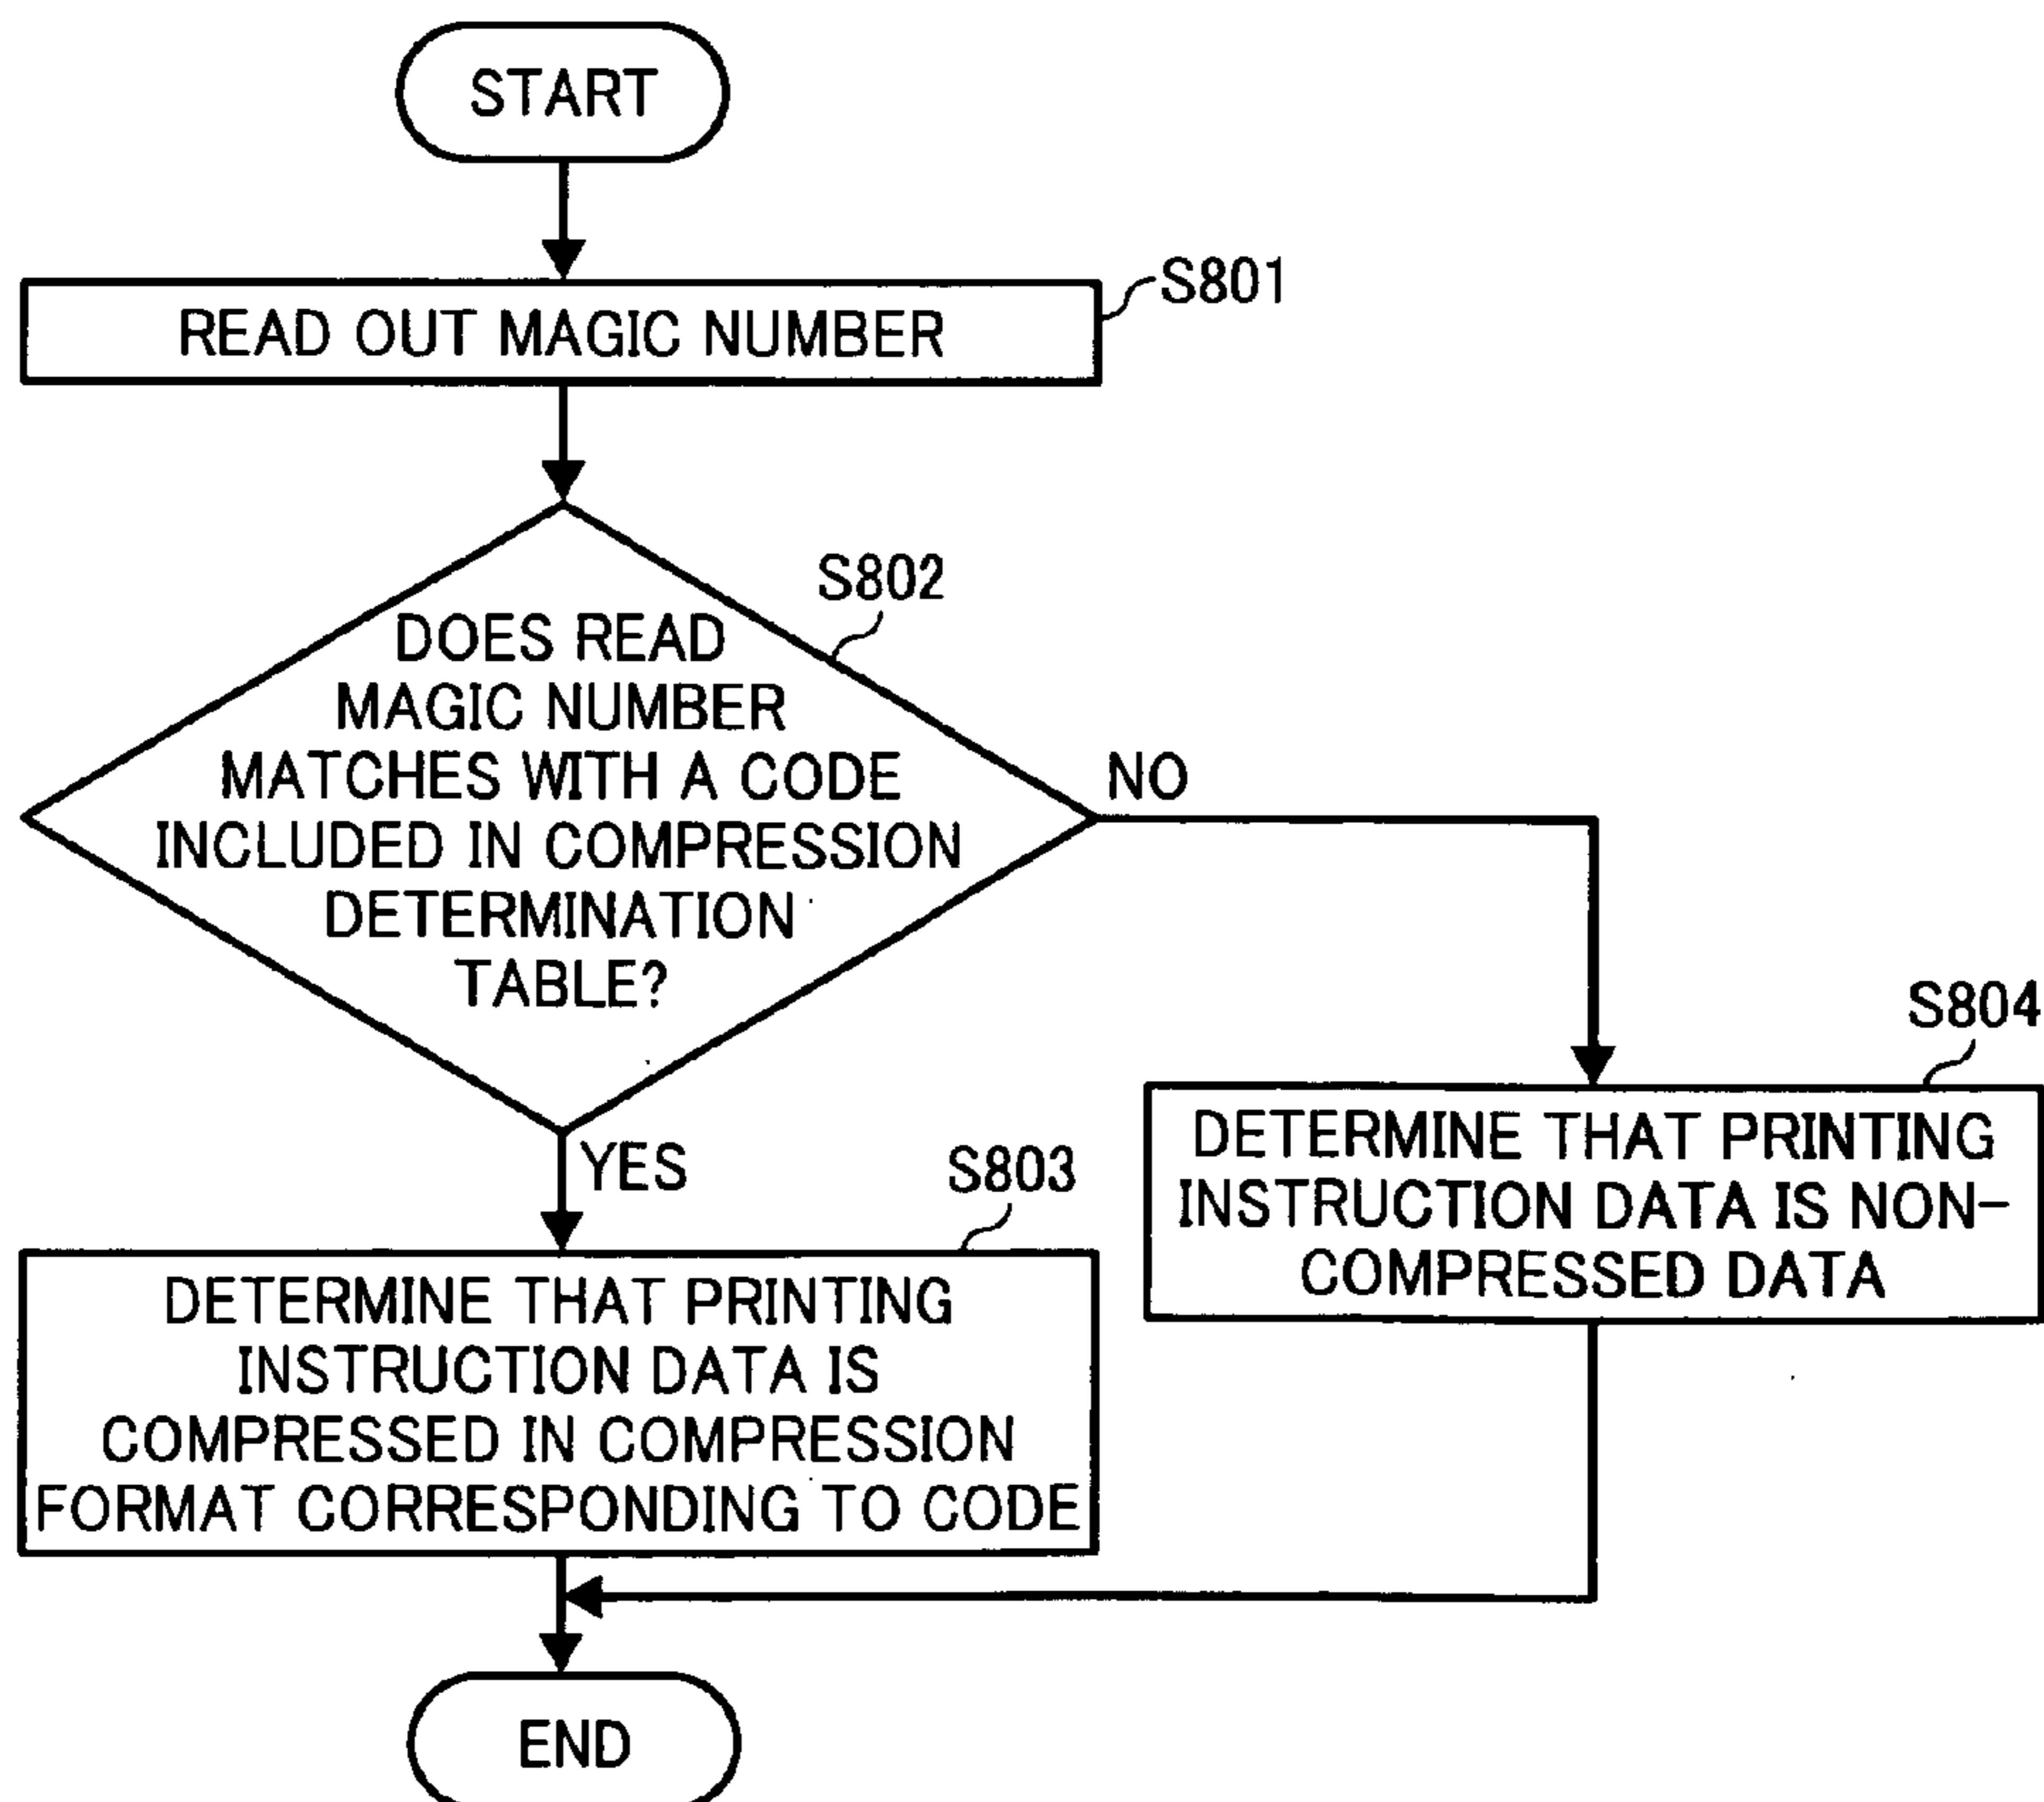 START
READ OUT MAGIC NUMBER
S801
S802
DOES READ
MAGIC NUMBER
MATCHES WITH A CODE
INCLUDED IN COMPRESSION
DETERMINATION
TABLE?
NO
YES
S803
DETERMINE THAT PRINTING
INSTRUCTION DATA IS
COMPRESSED IN COMPRESSION
FORMAT CORRESPONDING TO CODE
S804
DETERMINE THAT PRINTING
INSTRUCTION DATA IS NON-
COMPRESSED DATA
END